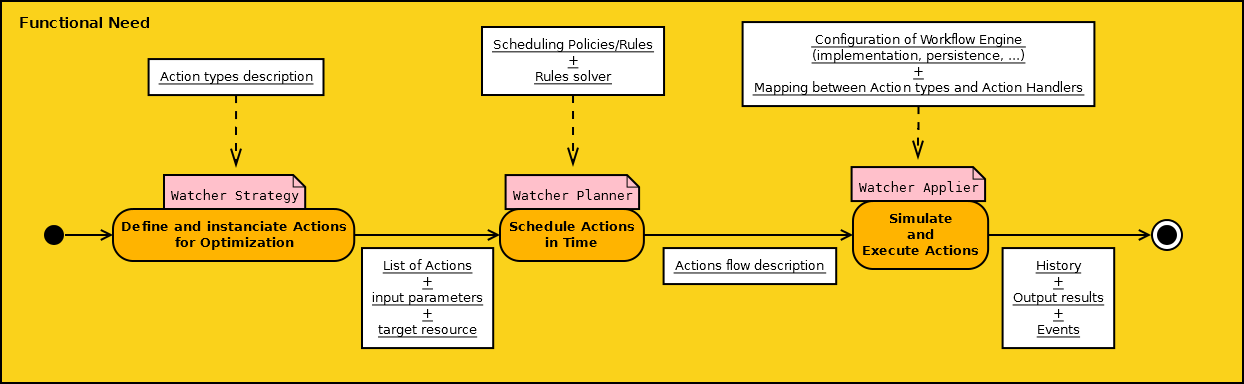 Functional Need
Action types description
Scheduling Policies/Rules
+
Rules solver
Configuration of Workflow Engine
(implementation, persistence, ...)
+
Mapping between Action types and Action Handlers
Watcher Strategy
Define and instanciate Actions
for Optimization
Watcher Planner
Schedule Actions
in Time
Watcher Applier
Simulate
and
Execute Actions
List of Actions
+
input parameters
+
target resource
Actions flow description
History
+
Output results
+
Events